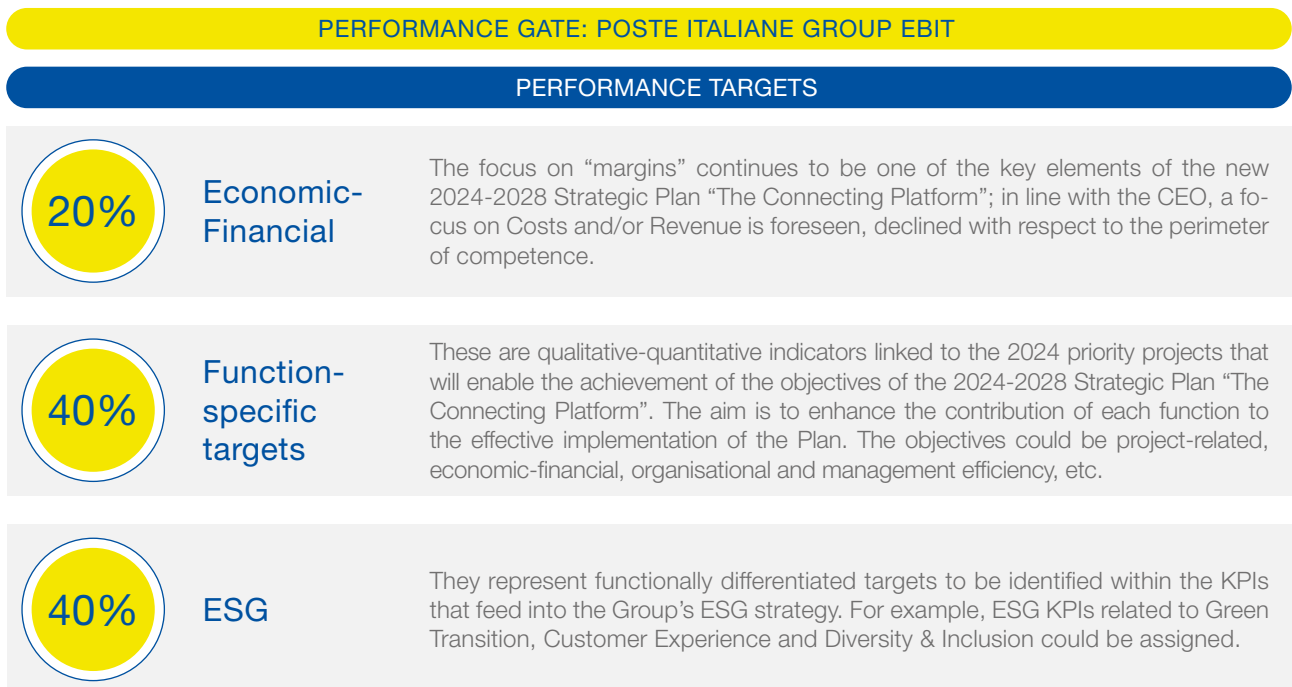 PERFORMANCE GATE: POSTE ITALIANE GROUP EBIT
PERFORMANCE TARGETS
20%
Economic-
Financial
The focus on “margins” continues to be one of the key elements of the new
2024-2028 Strategic Plan “The Connecting Platform”; in line with the CEO, a fo-
cus on Costs and/or Revenue is foreseen, declined with respect to the perimeter
of competence.
40%
Function-
specific
targets
These are qualitative-quantitative indicators linked to the 2024 priority projects that
will enable the achievement of the objectives of the 2024-2028 Strategic Plan “The
Connecting Platform”. The aim is to enhance the contribution of each function to
the effective implementation of the Plan. The objectives could be project-related,
economic-financial, organisational and management efficiency, etc.
40%
ESG
They represent functionally differentiated targets to be identified within the KPIs
that feed into the Group’s ESG strategy. For example, ESG KPIs related to Green
Transition, Customer Experience and Diversity & Inclusion could be assigned.